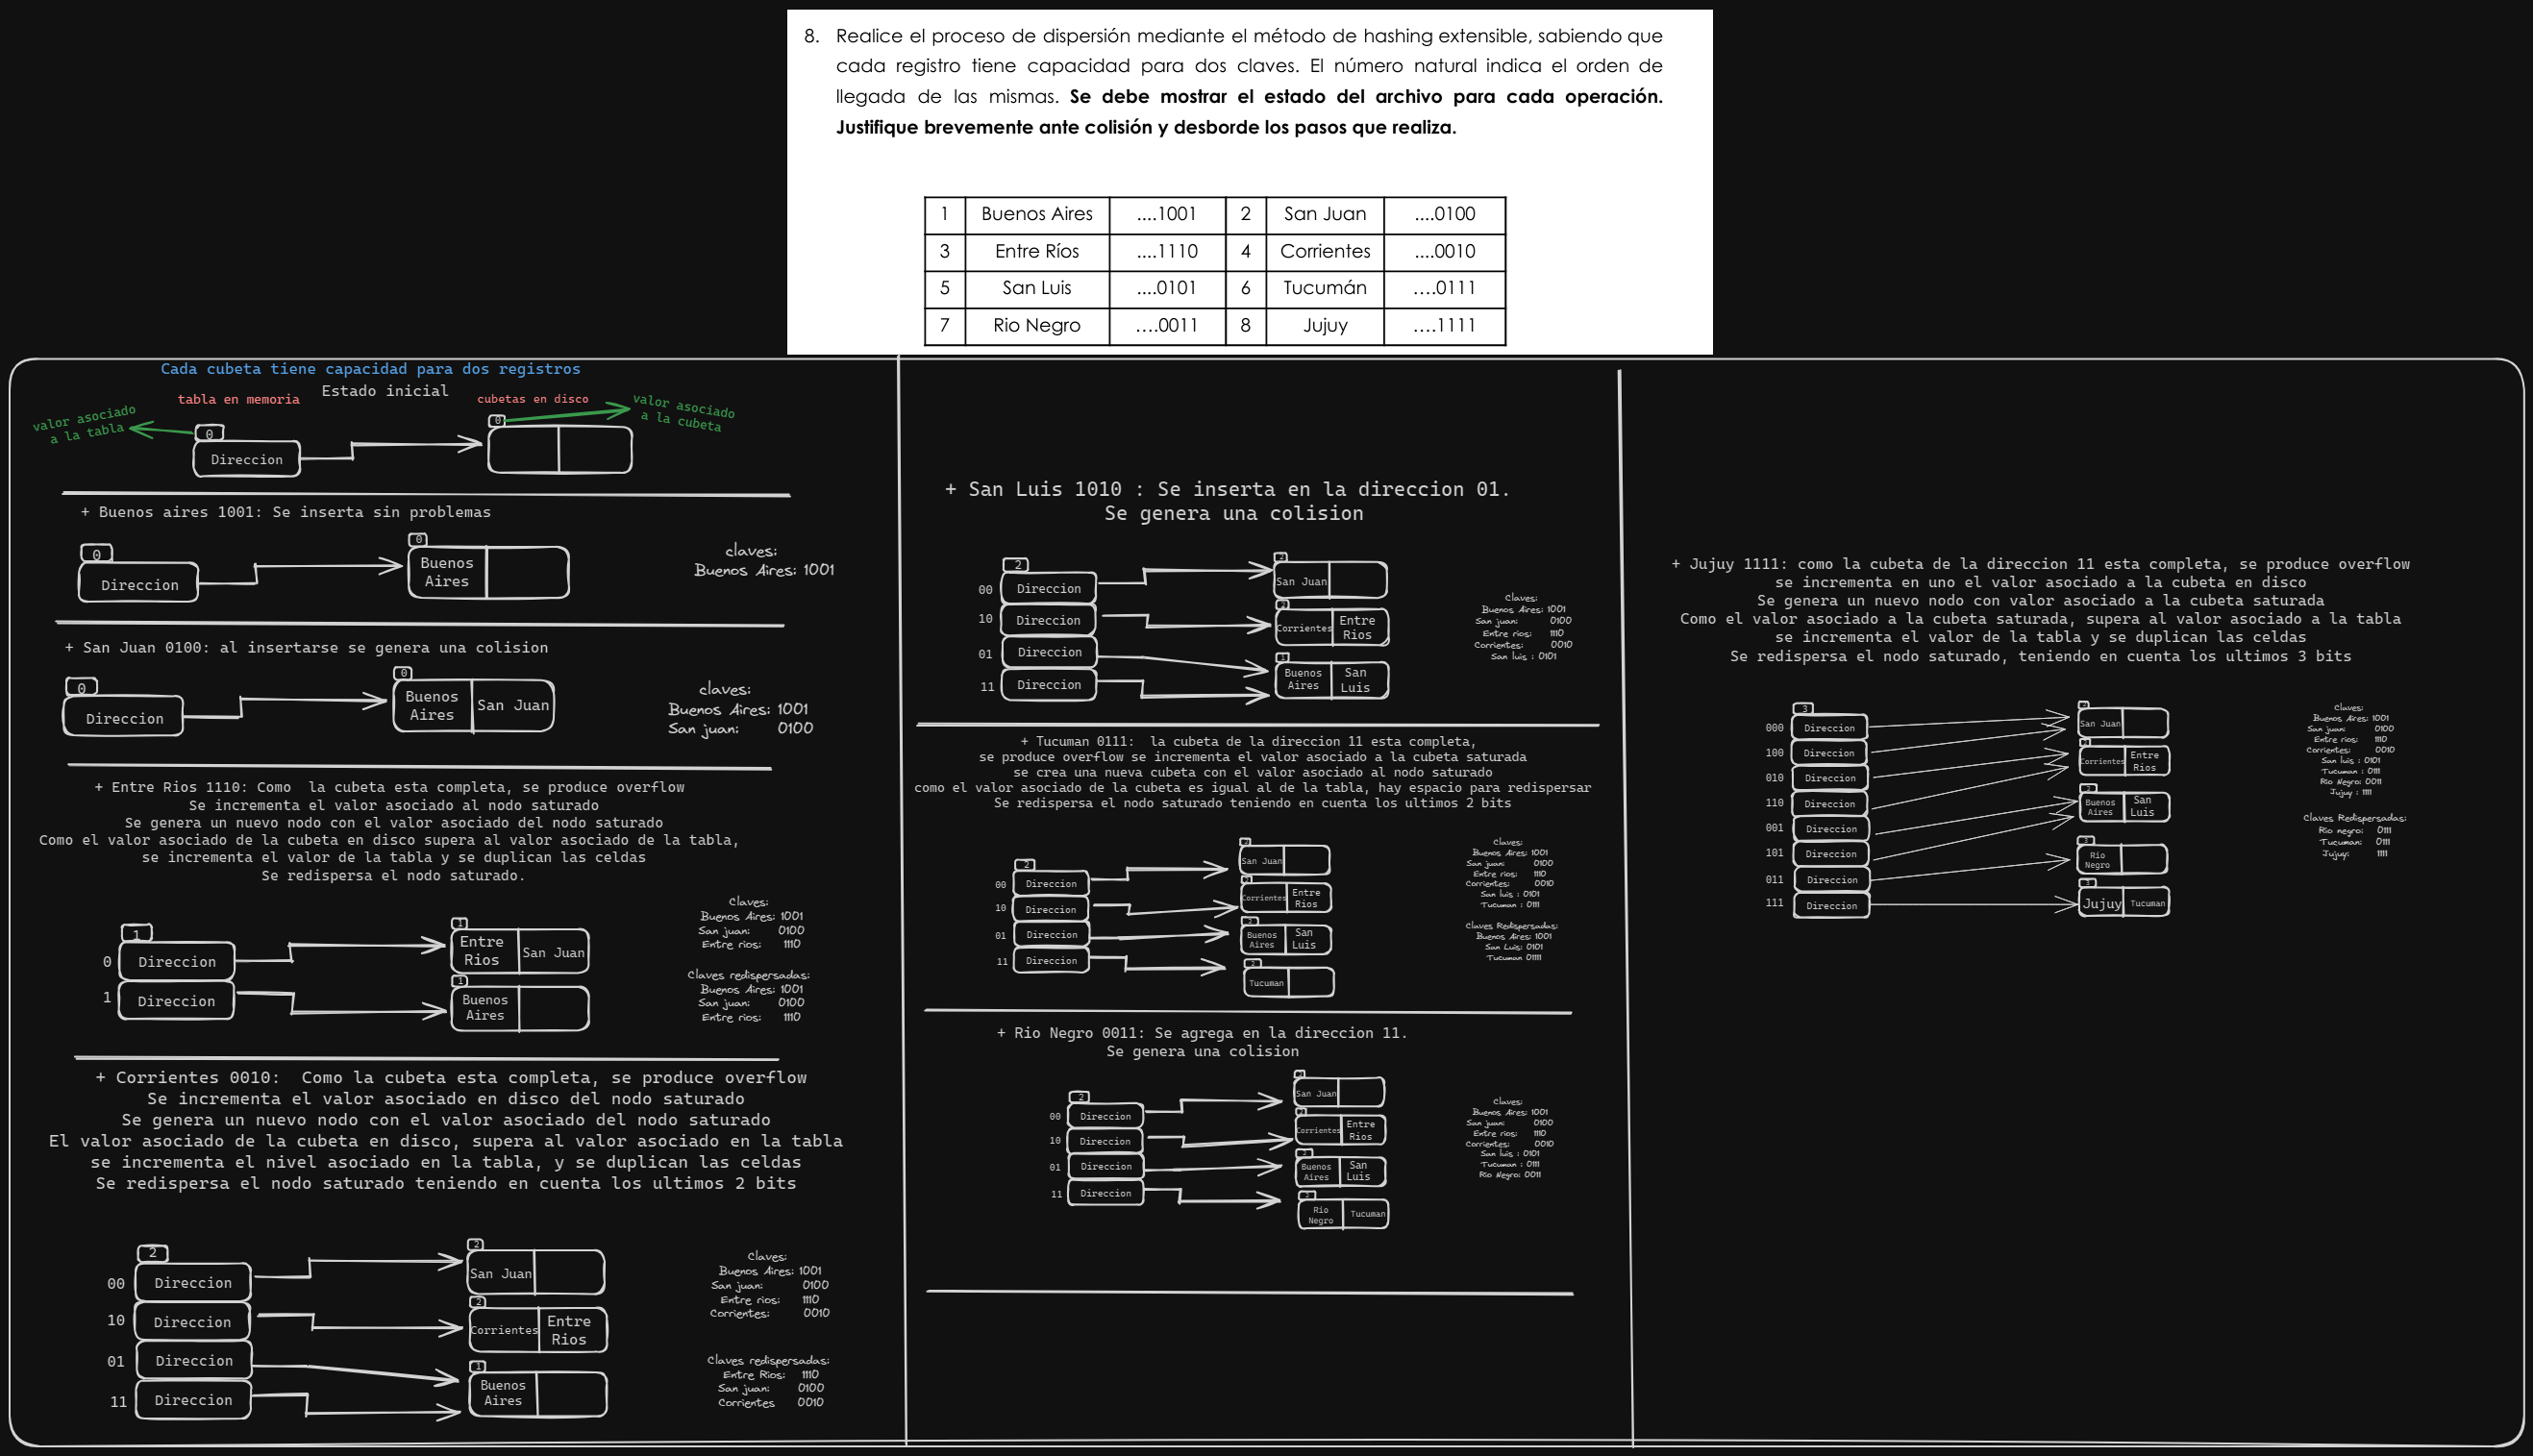 8. Realice el proceso de dispersión mediante el método de hashing extensible, sabiendo que
cada registro tiene capacidad para dos claves. El número natural indica el orden de
llegada de las mismas. Se debe mostrar el estado del archivo para cada operación.
Justifique brevemente ante colisión y desborde los pasos que realiza.
1 Buenos Aires ....1001 2 San Juan ....0100
3 Entre Ríos ....1110 4 Corrientes ....0010
5 San Luis ....0101 6 Tucumán ....0111
7 Rio Negro ....0011 8 Jujuy ....1111
Cada cubeta tiene capacidad para dos registros
Estado inicial
tabla en memoria
cubetas en disco
valor asociado
a la tabla
valor asociado
a la cubeta
0
0
Direccion
+ Buenos aires 1001: Se inserta sin problemas
0
0
Direccion
Buenos
Aires
claves:
Buenos Aires: 1001
+ San Juan 0100: al insertarse se genera una colision
0
0
Direccion
Buenos
Aires
San Juan
claves:
Buenos Aires: 1001
San juan: 0100
+ Entre Rios 1110: Como la cubeta esta completa, se produce overflow
Se incrementa el valor asociado al nodo saturado
Se genera un nuevo nodo con el valor asociado del nodo saturado
Como el valor asociado de la cubeta en disco supera al valor asociado de la tabla,
se incrementa el valor de la tabla y se duplican las celdas
Se redispersa el nodo saturado.
1
0 Direccion
1 Direccion
1
Entre
Rios
San Juan
1
Buenos
Aires
Claves:
Buenos Aires: 1001
San juan: 0100
Entre rios: 1110
Claves redispersadas:
Buenos Aires: 1001
San juan: 0100
Entre rios: 1110
+ Corrientes 0010: Como la cubeta esta completa, se produce overflow
Se incrementa el valor asociado en disco del nodo saturado
Se genera un nuevo nodo con el valor asociado del nodo saturado
El valor asociado de la cubeta en disco, supera al valor asociado en la tabla
se incrementa el nivel asociado en la tabla, y se duplican las celdas
Se redispersa el nodo saturado teniendo en cuenta los ultimos 2 bits
2
00 Direccion
10 Direccion
01 Direccion
11 Direccion
2
San Juan
2
Corrientes
Entre
Rios
1
Buenos
Aires
Claves:
Buenos Aires: 1001
San juan: 0100
Entre rios: 1110
Corrientes: 0010
Claves redispersadas:
Entre Rios: 1110
San juan: 0100
Corrientes 0010
+ San Luis 1010 : Se inserta en la direccion 01.
Se genera una colision
2
00 Direccion
10 Direccion
01 Direccion
11 Direccion
2
San Juan
2
Corrientes
Entre
Rios
1
Buenos
Aires
San
Luis
Claves:
Buenos Aires: 1001
San juan: 0100
Entre rios: 1110
Corrientes: 0010
San luis : 0101
+ Tucuman 0111: la cubeta de la direccion 11 esta completa,
se produce overflow se incrementa el valor asociado a la cubeta saturada
se crea una nueva cubeta con el valor asociado al nodo saturado
como el valor asociado de la cubeta es igual al de la tabla, hay espacio para redispersar
Se redispersa el nodo saturado teniendo en cuenta los ultimos 2 bits
2
00 Direccion
10 Direccion
01 Direccion
11 Direccion
2
San Juan
2
Corrientes
Entre
Rios
2
Buenos
Aires
San
Luis
2
Tucuman
Claves:
Buenos Aires: 1001
San juan: 0100
Entre rios: 1110
Corrientes: 0010
San luis : 0101
Tucuman : 0111
Claves Redispersadas:
Buenos Aires: 1001
San Luis: 0101
Tucuman 01111
+ Rio Negro 0011: Se agrega en la direccion 11.
Se genera una colision
2
00 Direccion
10 Direccion
01 Direccion
11 Direccion
2
San Juan
2
Corrientes
Entre
Rios
2
Buenos
Aires
San
Luis
2
Rio
Negro
Tucuman
Claves:
Buenos Aires: 1001
San juan: 0100
Entre rios: 1110
Corrientes: 0010
San luis : 0101
Tucuman : 0111
Rio Negro: 0011
+ Jujuy 1111: como la cubeta de la direccion 11 esta completa, se produce overflow
se incrementa en uno el valor asociado a la cubeta en disco
Se genera un nuevo nodo con valor asociado a la cubeta saturada
Como el valor asociado a la cubeta saturada, supera al valor asociado a la tabla
se incrementa el valor de la tabla y se duplican las celdas
Se redispersa el nodo saturado, teniendo en cuenta los ultimos 3 bits
3
000 Direccion
100 Direccion
010 Direccion
110 Direccion
001 Direccion
101 Direccion
011 Direccion
111 Direccion
2
San Juan
2
Corrientes
Entre
Rios
2
Buenos
Aires
San
Luis
3
Rio
Negro
3
Jujuy
Tucuman
Claves:
Buenos Aires: 1001
San juan: 0100
Entre rios: 1110
Corrientes: 0010
San luis : 0101
Tucuman : 0111
Rio Negro: 0011
Jujuy : 1111
Claves Redispersadas:
Rio negro: 0111
Tucuman: 0111
Jujuy: 1111